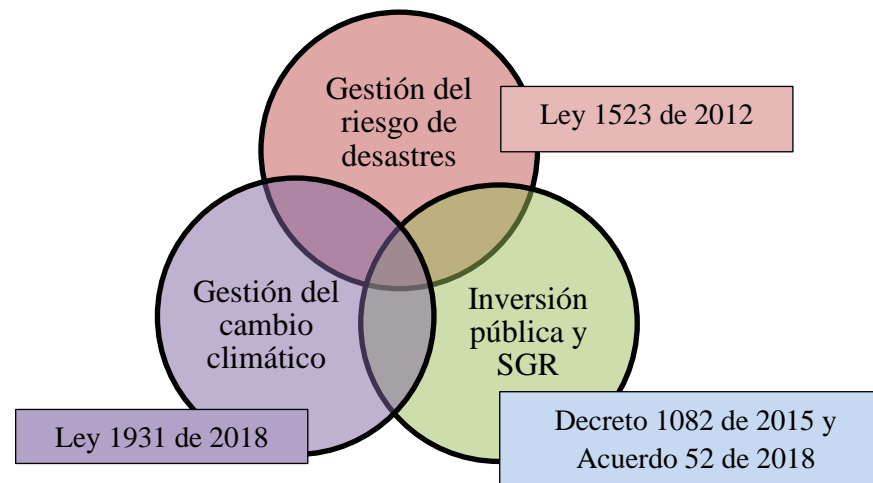 Gestión del
riesgo de
desastres
Ley 1523 de 2012
Gestión del
cambio
climático
Inversión
pública y
SGR
Ley 1931 de 2018
Decreto 1082 de 2015 y
Acuerdo 52 de 2018